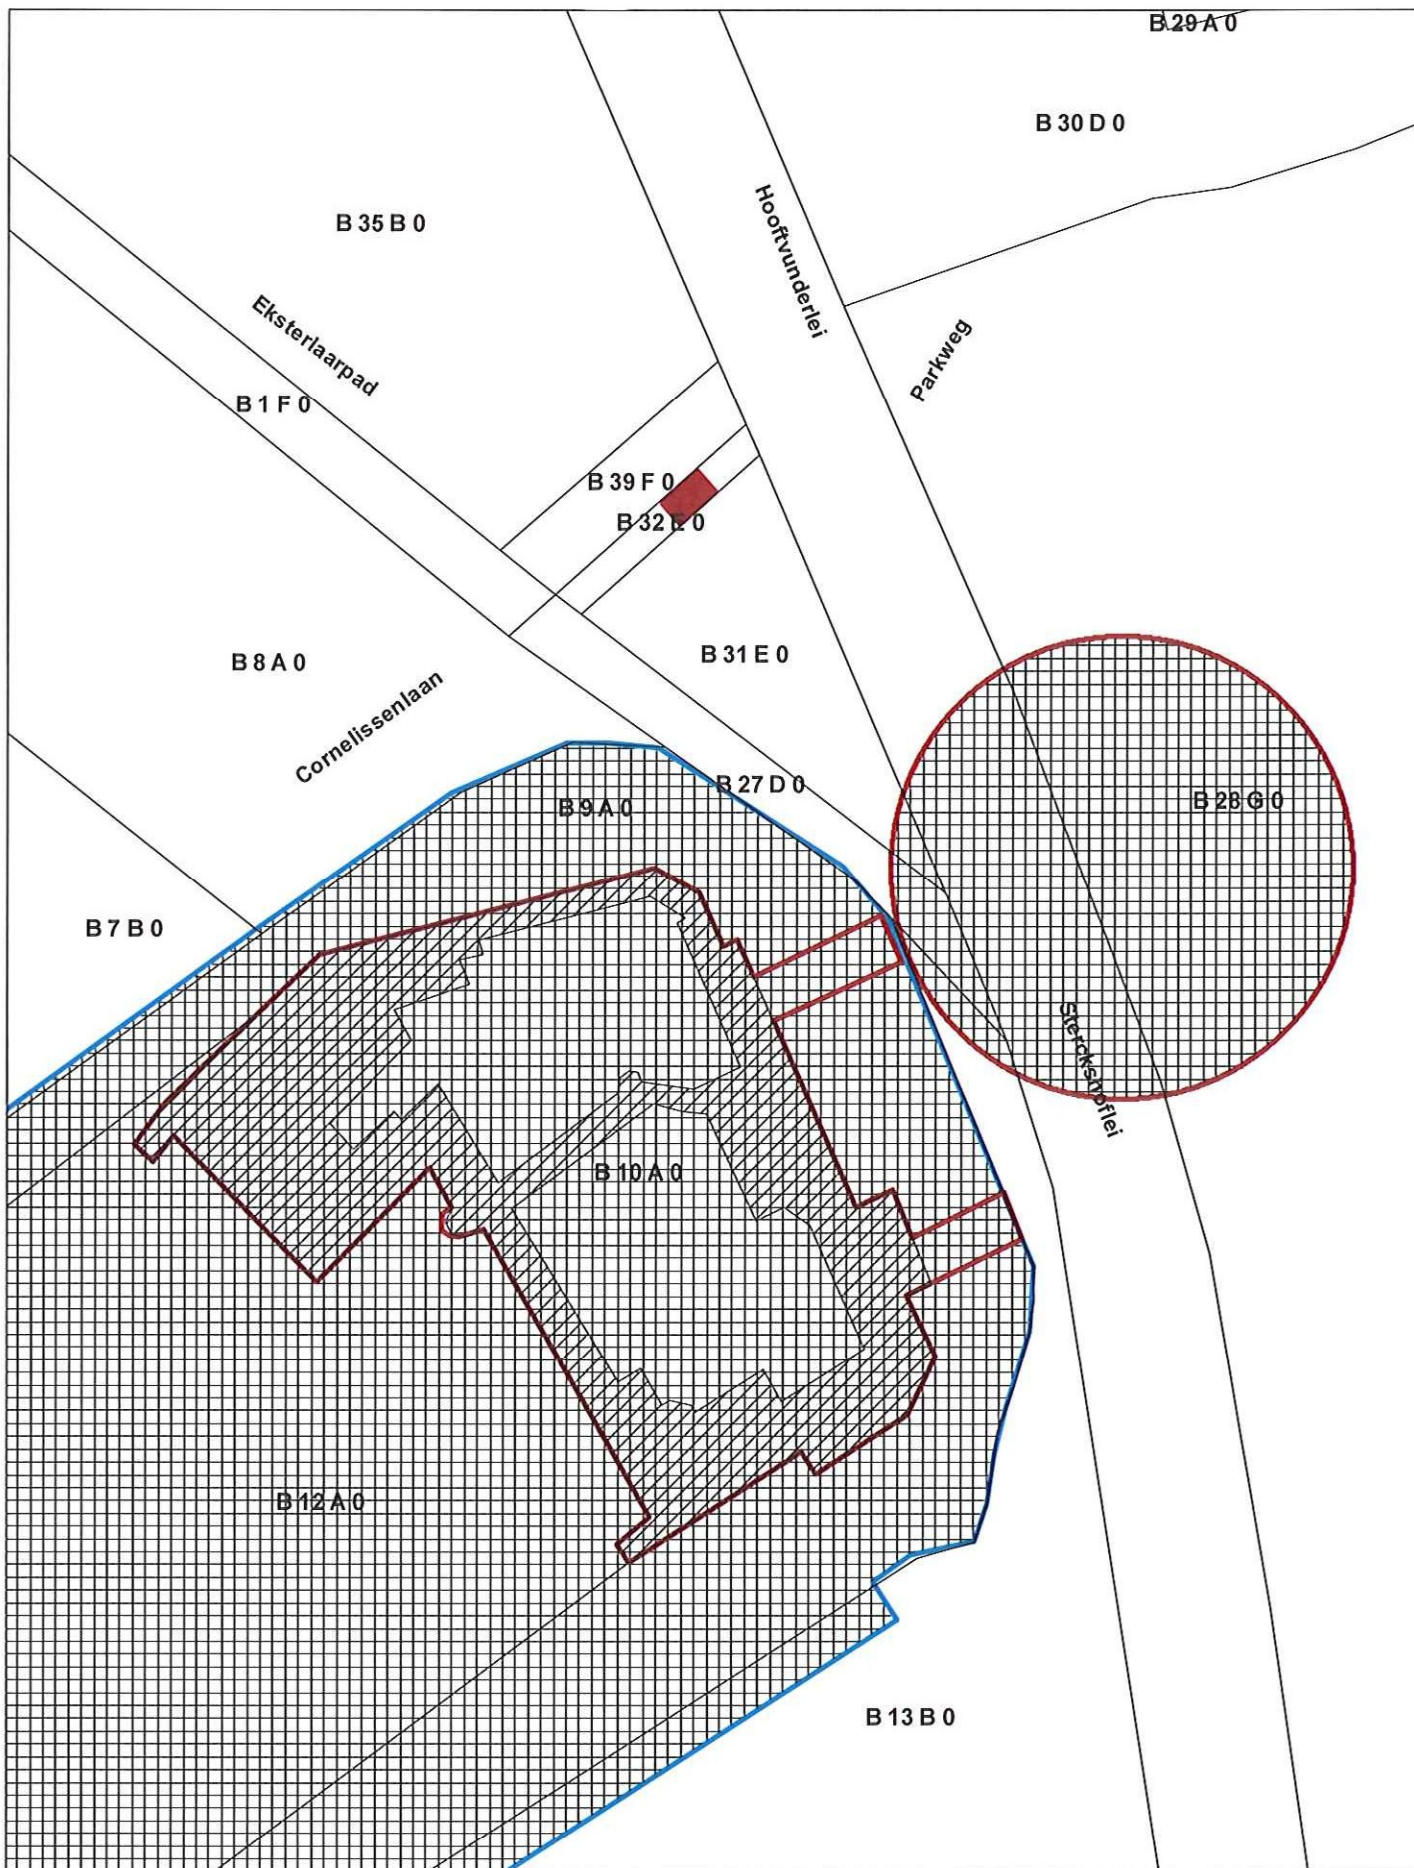 B 29 A 0
B 30 D 0
B 35 B 0
Hooftvunderlei
Eksterlaarpad
Parkweg
B 1 F 0
B 39 F 0
B 32 E 0
B 31 E 0
B 8 A 0
Cornelissenlaan
B 27 D 0
B 28 G 0
B 9 A 0
B 7 B 0
Sterckshoflei
B 10 A 0
B 12 A 0
B 13 B 0